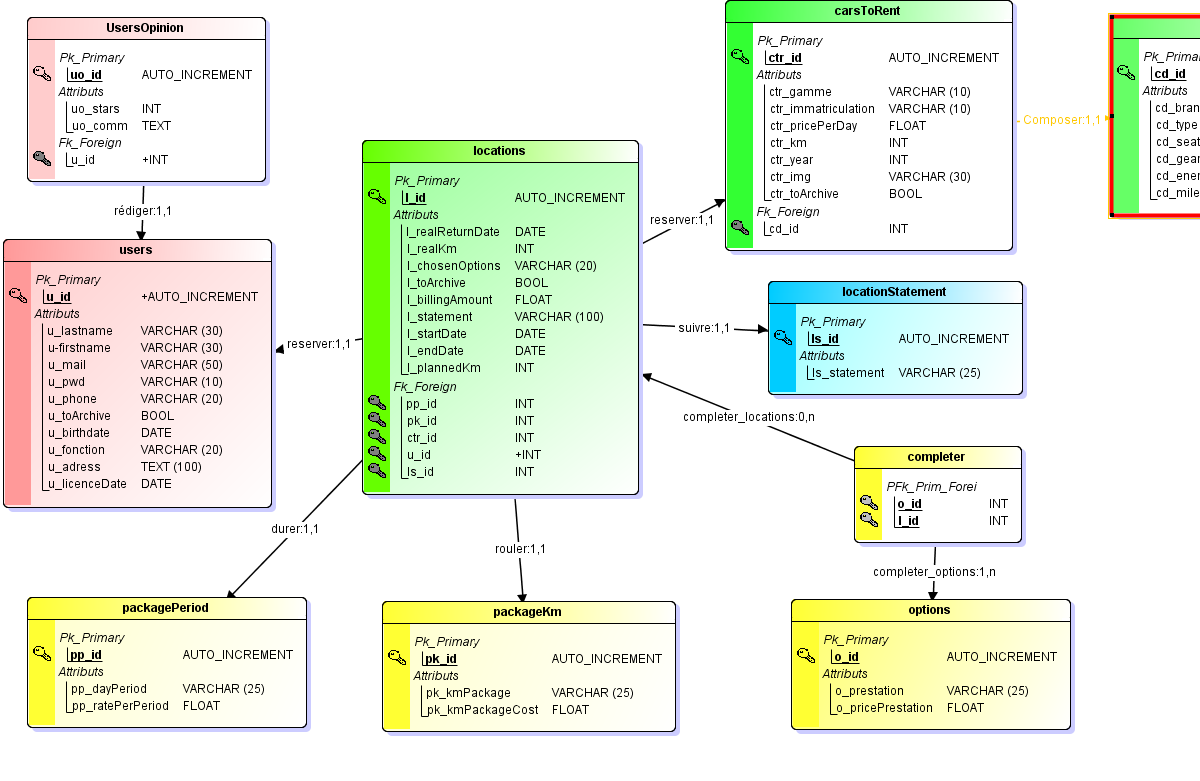 UsersOpinion
Pk_Primary
uo_id AUTO_INCREMENT
Attributs
uo_stars INT
uo_comm TEXT
Fk_Foreign
u_id +INT
rédiger:1,1
users
Pk_Primary
u_id +AUTO_INCREMENT
Attributs
u_lastname VARCHAR (30)
u-firstname VARCHAR (30)
u_mail VARCHAR (50)
u_pwd VARCHAR (10)
u_phone VARCHAR (20)
u_toArchive BOOL
u_birthdate DATE
u_fonction VARCHAR (20)
u_adress TEXT (100)
u_licenceDate DATE
reserver:1,1
locations
Pk_Primary
l_id AUTO_INCREMENT
Attributs
l_realReturnDate DATE
l_realKm INT
l_chosenOptions VARCHAR (20)
l_toArchive BOOL
l_billingAmount FLOAT
l_statement VARCHAR (100)
l_startDate DATE
l_endDate DATE
l_plannedKm INT
Fk_Foreign
pp_id INT
pk_id INT
ctr_id INT
u_id +INT
ls_id INT
reserver:1,1
carsToRent
Pk_Primary
ctr_id AUTO_INCREMENT
Attributs
ctr_gamme VARCHAR (10)
ctr_immatriculation VARCHAR (10)
ctr_pricePerDay FLOAT
ctr_km INT
ctr_year INT
ctr_img VARCHAR (30)
ctr_toArchive BOOL
Fk_Foreign
cd_id INT
Composer:1,1
Pk_Prima
cd_id
Attributs
cd_bran
cd_type
cd_seat
cd_gear
cd_ener
cd_mile
suivre:1,1
locationStatement
Pk_Primary
ls_id AUTO_INCREMENT
Attributs
ls_statement VARCHAR (25)
completer_locations:0,n
completer
PFk_Prim_Forei
o_id INT
l_id INT
completer_options:1,n
durer:1,1
rouler:1,1
packagePeriod
Pk_Primary
pp_id AUTO_INCREMENT
Attributs
pp_dayPeriod VARCHAR (25)
pp_ratePerPeriod FLOAT
packageKm
Pk_Primary
pk_id AUTO_INCREMENT
Attributs
pk_kmPackage VARCHAR (25)
pk_kmPackageCost FLOAT
options
Pk_Primary
o_id AUTO_INCREMENT
Attributs
o_prestation VARCHAR (25)
o_pricePrestation FLOAT